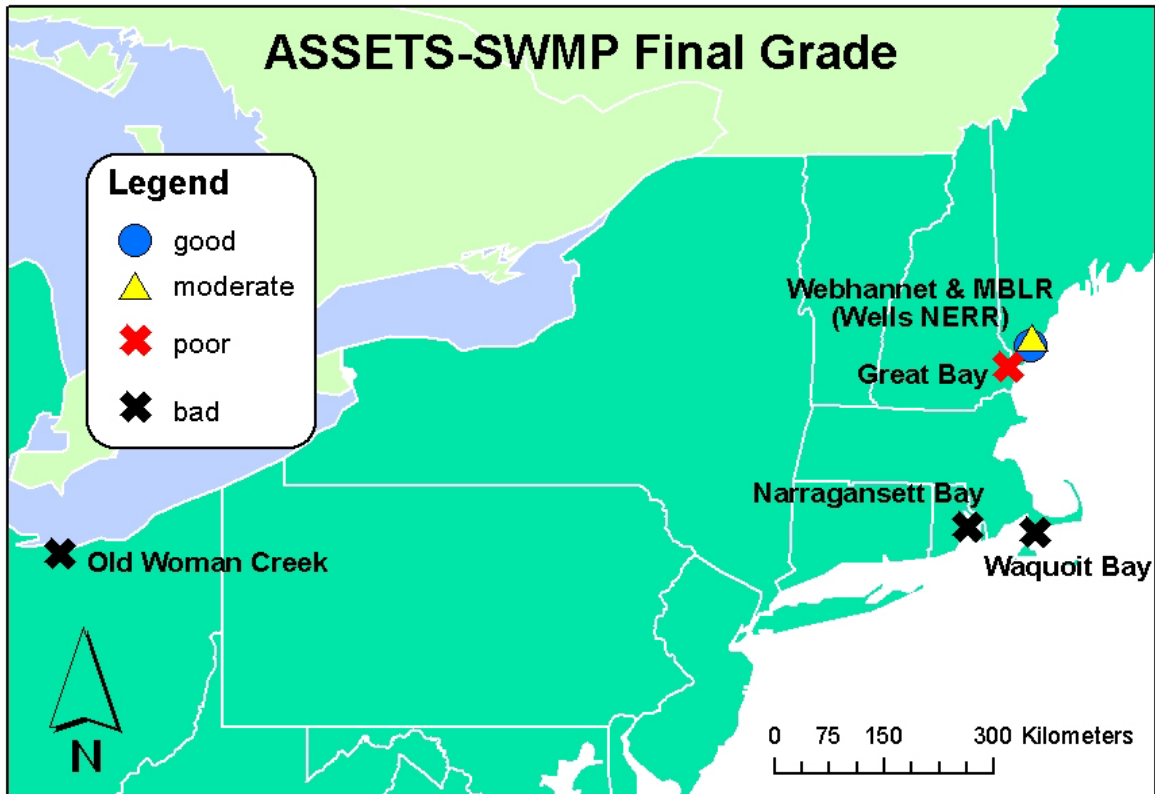 ASSETS-SWMP Final Grade
Legend
good
moderate
poor
bad
Webhannet & MBLR
(Wells NERR)
Great Bay
Narragansett Bay
Waquoit Bay
Old Woman Creek
N
0 75 150 300 Kilometers